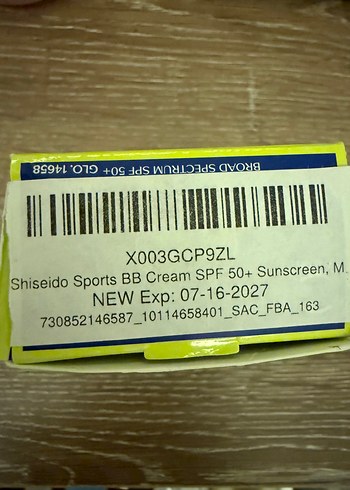 BROAD SPECTRUM SPF 50+ GLO. 14658
X003GCP9ZL
Shiseido Sports BB Cream SPF 50+ Sunscreen, M
NEW Exp: 07-16-2027
730852146587_10114658401_SAC_FBA_163